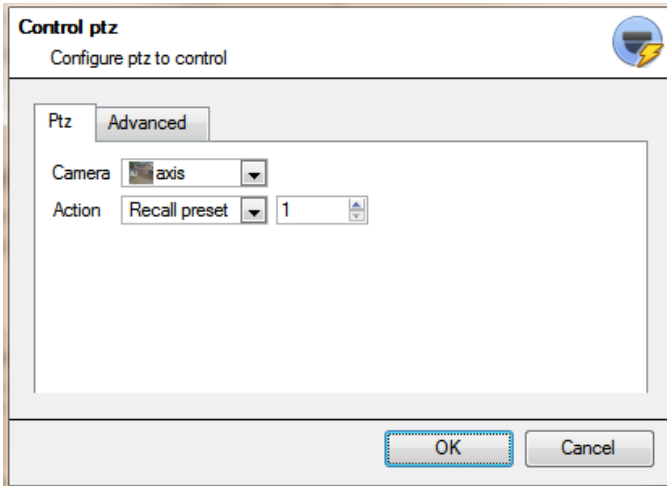 Control ptz
Configure ptz to control
Ptz Advanced
Camera axis
Action Recall preset 1
OK Cancel